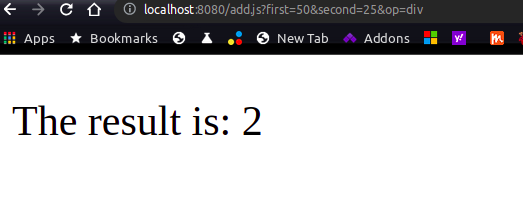 localhost:8080/add.js?first=50&second=25&op=div
Apps Bookmarks New Tab Addons
The result is: 2